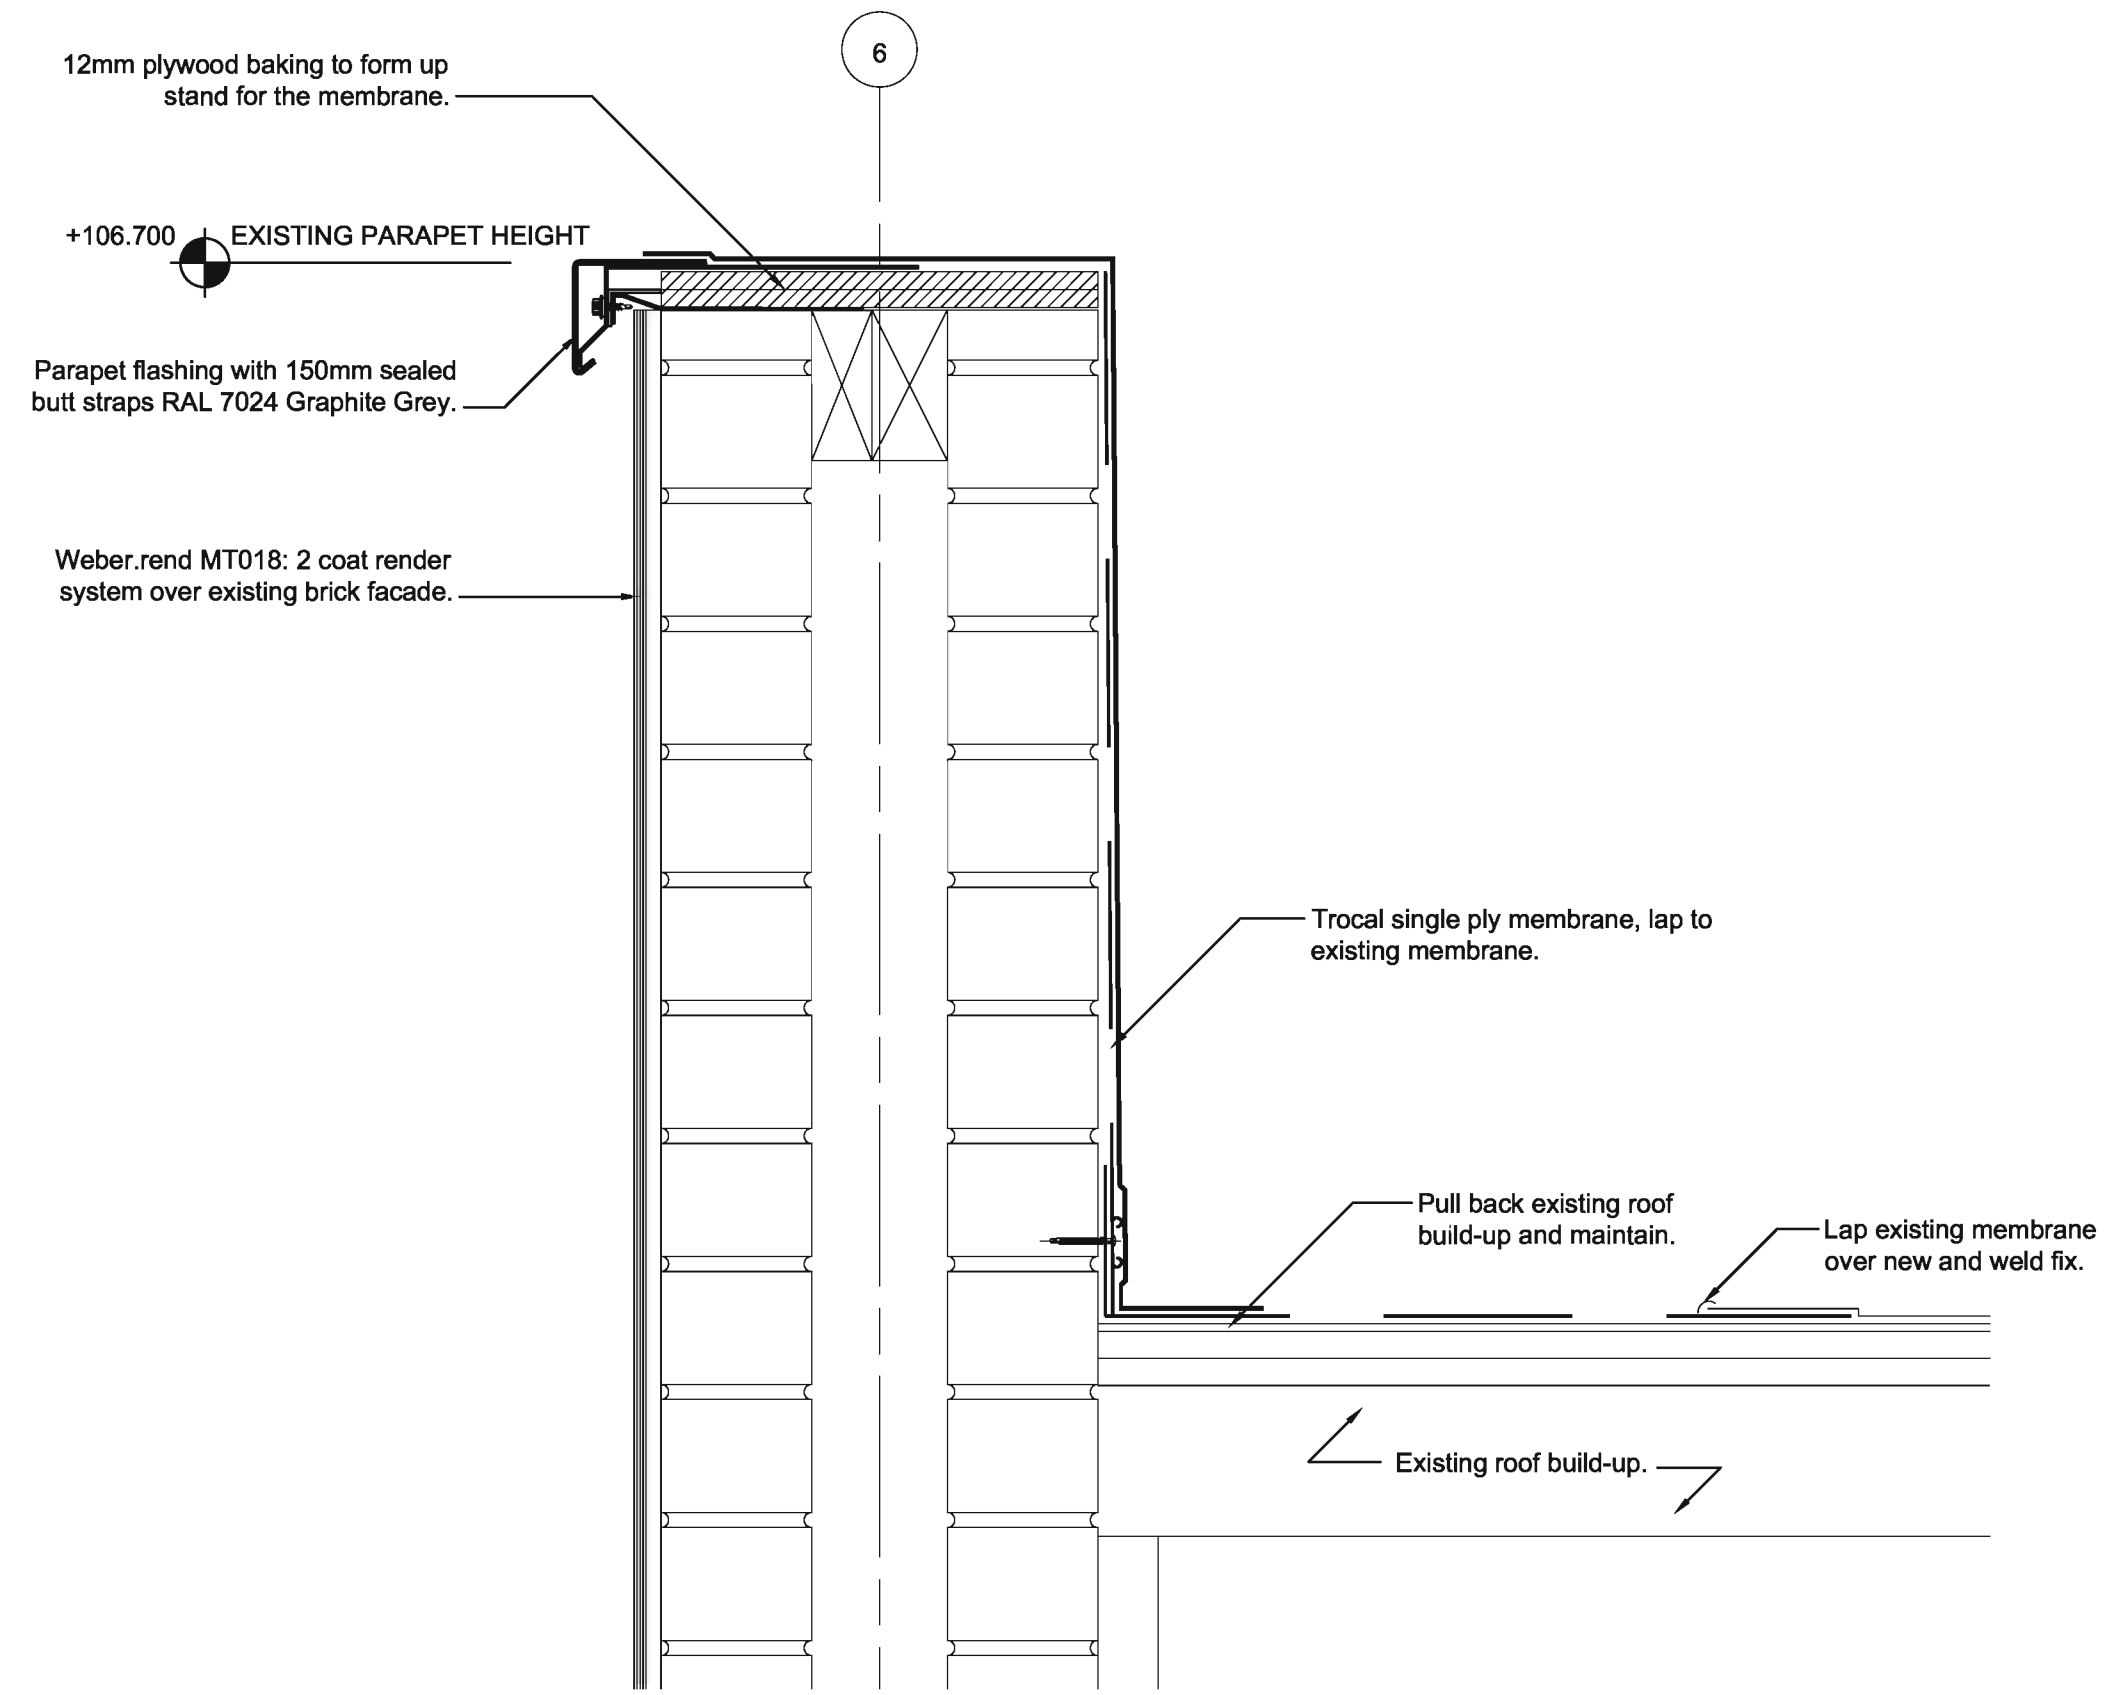 6
12mm plywood baking to form up
stand for the membrane.
+106.700 EXISTING PARAPET HEIGHT
Parapet flashing with 150mm sealed
butt straps RAL 7024 Graphite Grey.
Weber.rend MT018: 2 coat render
system over existing brick facade.
Trocal single ply membrane, lap to
existing membrane.
Pull back existing roof
build-up and maintain.
Lap existing membrane
over new and weld fix.
Existing roof build-up.